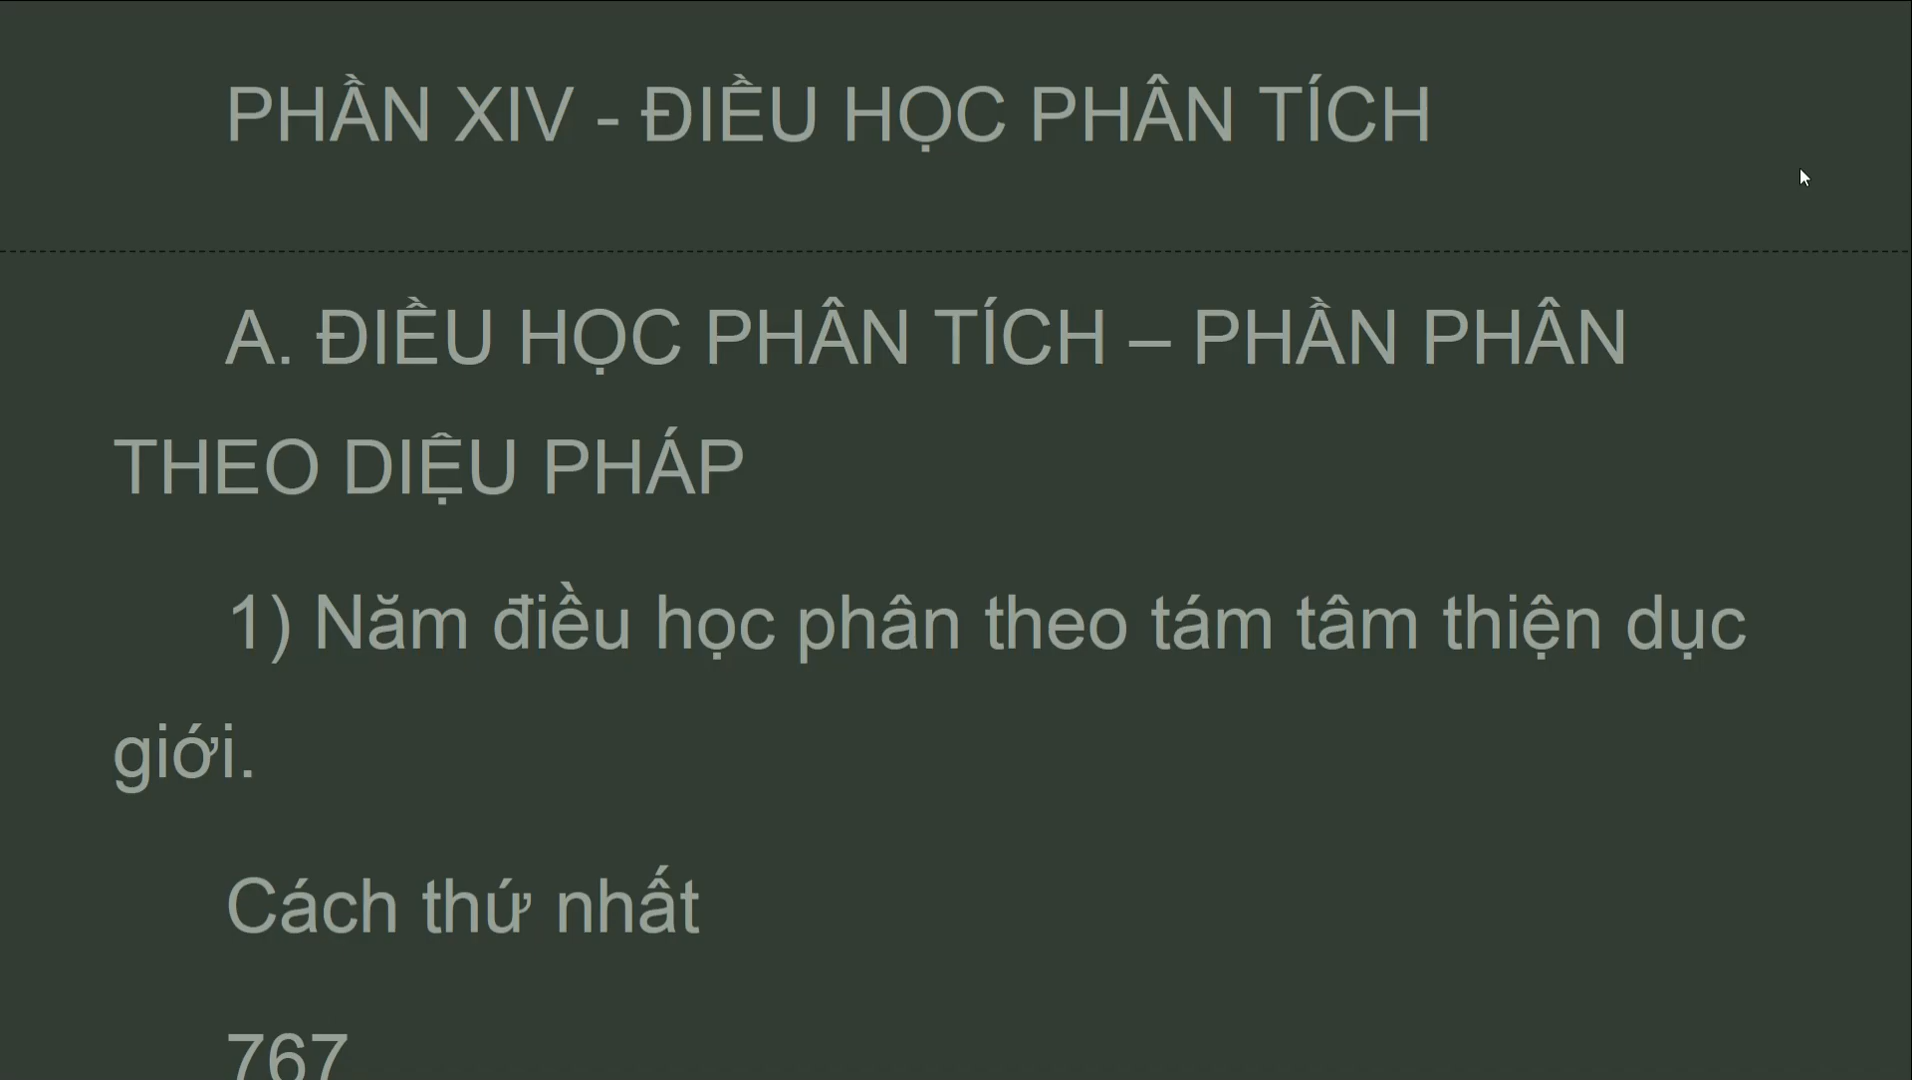 PHẦN XIV - ĐIỀU HỌC PHÂN TÍCH
A. ĐIỀU HỌC PHÂN TÍCH – PHẦN PHÂN
THEO DIỆU PHÁP
1) Năm điều học phân theo tám tâm thiện dục
giới.
Cách thứ nhất
767